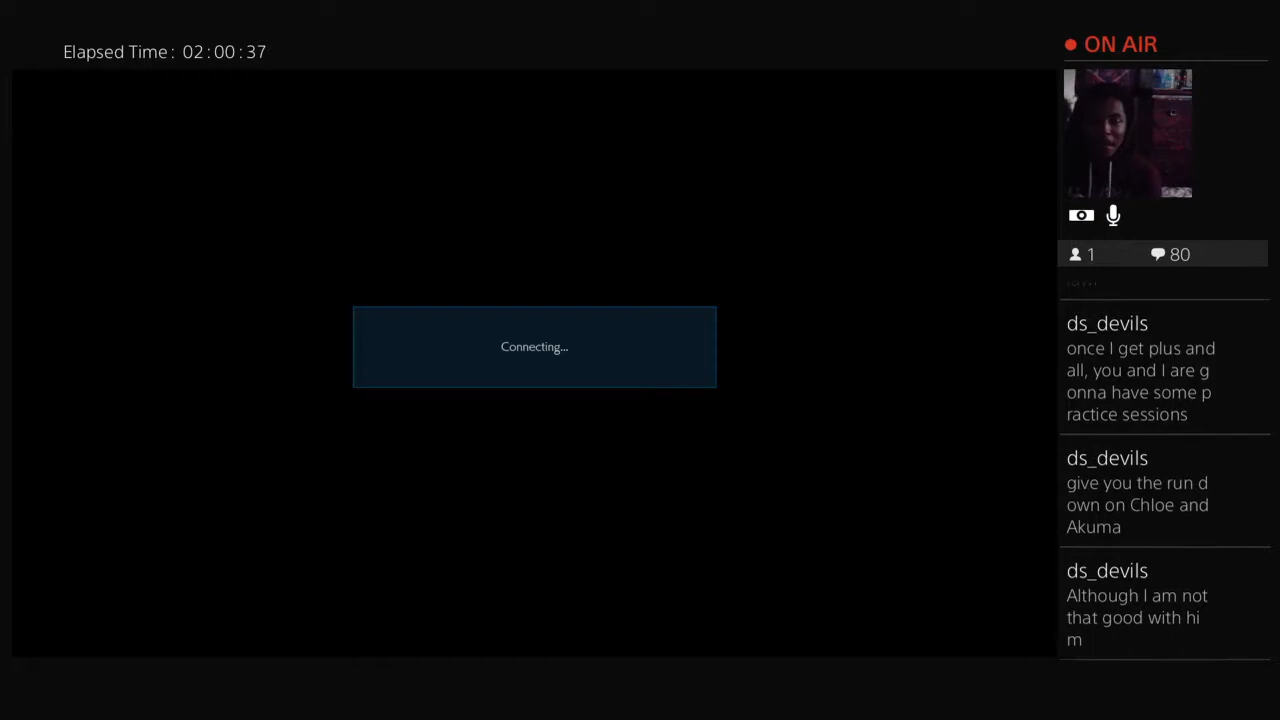 Elapsed Time: 02:00:37
ON AIR
1 80
ds_devils
once I get plus and
all, you and I are g
onna have some p
ractice sessions
ds_devils
give you the run d
own on Chloe and
Akuma
ds_devils
Although I am not
that good with hi
m
Connecting...